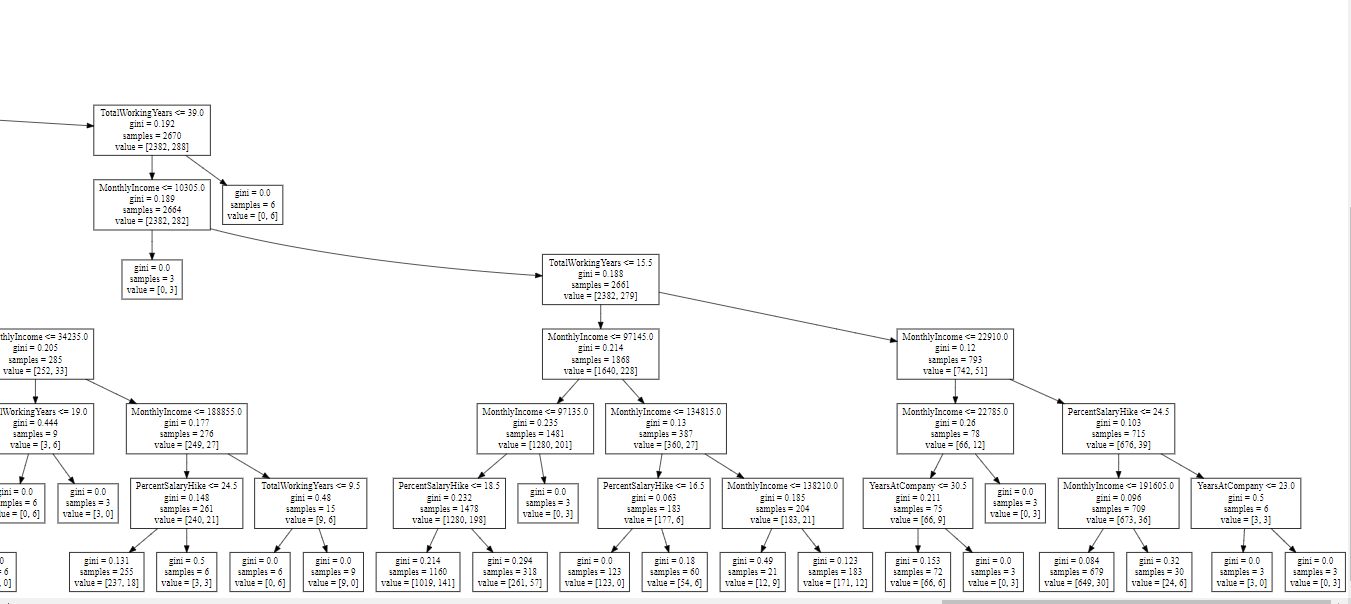 TotalWorkingYears <= 39.0
gini = 0.192
samples = 2670
value = [2382, 288]
MonthlyIncome <= 10305.0
gini = 0.189
samples = 2664
value = [2382, 282]
gini = 0.0
samples = 6
value = [0, 6]
gini = 0.0
samples = 3
value = [0, 3]
TotalWorkingYears <= 15.5
gini = 0.188
samples = 2661
value = [2382, 279]
thlyIncome <= 34235.0
gini = 0.205
samples = 285
value = [252, 33]
MonthlyIncome <= 97145.0
gini = 0.214
samples = 1868
value = [1640, 228]
MonthlyIncome <= 22910.0
gini = 0.12
samples = 793
value = [742, 51]
lWorkingYears <= 19.0
gini = 0.444
samples = 9
value = [3, 6]
MonthlyIncome <= 188855.0
gini = 0.177
samples = 276
value = [249, 27]
MonthlyIncome <= 97135.0
gini = 0.235
samples = 1481
value = [1280, 201]
MonthlyIncome <= 134815.0
gini = 0.13
samples = 387
value = [360, 27]
MonthlyIncome <= 22785.0
gini = 0.26
samples = 78
value = [66, 12]
PercentSalaryHike <= 24.5
gini = 0.103
samples = 715
value = [676, 39]
gini = 0.0
mples = 6
ue = [0, 6]
gini = 0.0
samples = 3
value = [3, 0]
PercentSalaryHike <= 24.5
gini = 0.148
samples = 261
value = [240, 21]
TotalWorkingYears <= 9.5
gini = 0.48
samples = 15
value = [9, 6]
PercentSalaryHike <= 18.5
gini = 0.232
samples = 1478
value = [1280, 198]
gini = 0.0
samples = 3
value = [0, 3]
PercentSalaryHike <= 16.5
gini = 0.063
samples = 183
value = [177, 6]
MonthlyIncome <= 138210.0
gini = 0.185
samples = 204
value = [183, 21]
YearsAtCompany <= 30.5
gini = 0.211
samples = 75
value = [66, 9]
gini = 0.0
samples = 3
value = [0, 3]
MonthlyIncome <= 191605.0
gini = 0.096
samples = 709
value = [673, 36]
YearsAtCompany <= 23.0
gini = 0.5
samples = 6
value = [3, 3]
0
= 6
, 0]
gini = 0.131
samples = 255
value = [237, 18]
gini = 0.5
samples = 6
value = [3, 3]
gini = 0.0
samples = 6
value = [0, 6]
gini = 0.0
samples = 9
value = [9, 0]
gini = 0.214
samples = 1160
value = [1019, 141]
gini = 0.294
samples = 318
value = [261, 57]
gini = 0.0
samples = 123
value = [123, 0]
gini = 0.18
samples = 60
value = [54, 6]
gini = 0.49
samples = 21
value = [12, 9]
gini = 0.123
samples = 183
value = [171, 12]
gini = 0.153
samples = 72
value = [66, 6]
gini = 0.0
samples = 3
value = [0, 3]
gini = 0.084
samples = 679
value = [649, 30]
gini = 0.32
samples = 30
value = [24, 6]
gini = 0.0
samples = 3
value = [3, 0]
gini = 0.0
samples = 3
value = [0, 3]